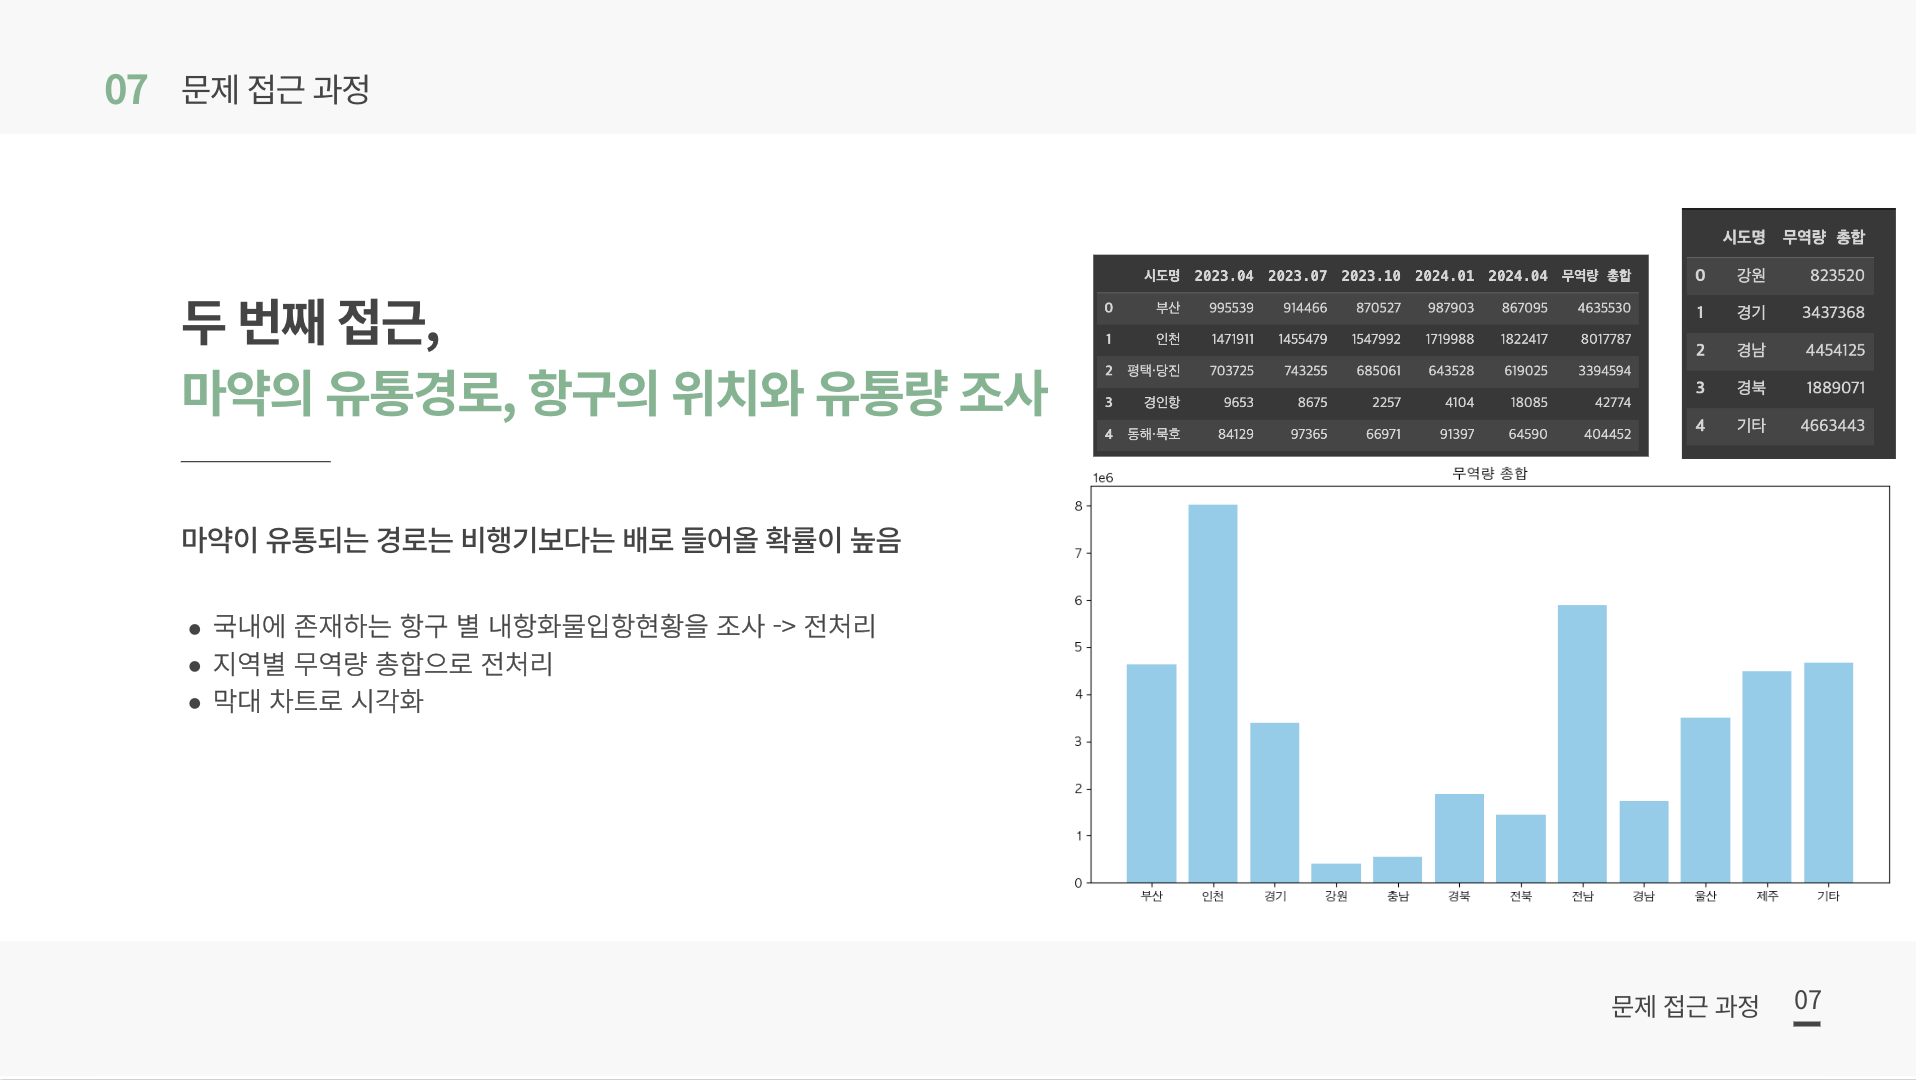 07 문제 접근 과정
두 번째 접근,
마약의 유통경로, 항구의 위치와 유통량 조사
마약이 유통되는 경로는 비행기보다는 배로 들어올 확률이 높음
● 국내에 존재하는 항구 별 내항화물입항현황을 조사 -> 전처리
● 지역별 무역량 총합으로 전처리
● 막대 차트로 시각화
시도명 2023.04 2023.07 2023.10 2024.01 2024.04 무역량 총합
0 부산 995539 914466 870527 987903 867095 4635530
1 인천 1471911 1455479 1547992 1719988 1822417 8017787
2 평택·당진 703725 743255 685061 643528 619025 3394594
3 경인항 9653 8675 2257 4104 18085 42774
4 동해·묵호 84129 97365 66971 91397 64590 404452
시도명 무역량 총합
0 강원 823520
1 경기 3437368
2 경남 4454125
3 경북 1889071
4 기타 4663443
무역량 총합
1e6
8
7
6
5
4
3
2
1
0
부산 인천 경기 강원 충남 경북 전북 전남 경남 울산 제주 기타
문제 접근 과정 07